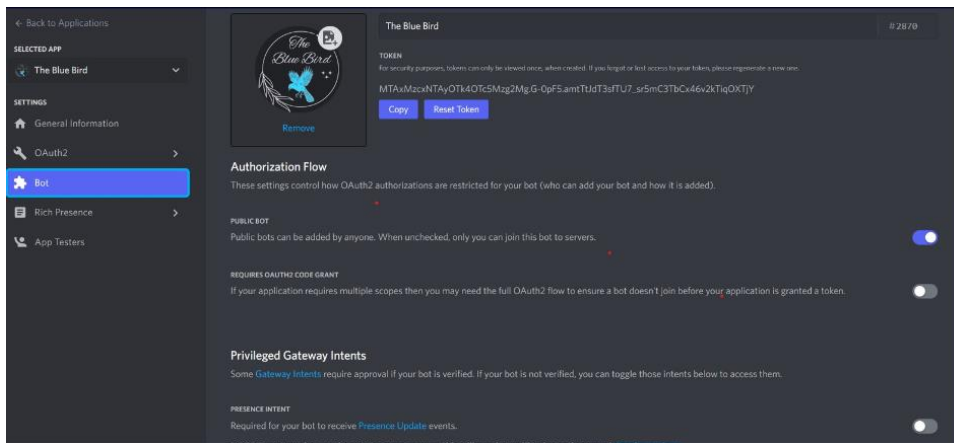 ← Back to Applications
SELECTED APP
The Blue Bird
SETTINGS
General Information
OAuth2
Bot
Rich Presence
App Testers
The
Blue Bird
Remove
The Blue Bird
#2870
TOKEN
For security purposes, tokens can only be viewed once, when created. If you forgot or lost access to your token, please regenerate a new one.
Copy
Reset Token
Authorization Flow
These settings control how OAuth2 authorizations are restricted for your bot (who can add your bot and how it is added).
PUBLIC BOT
Public bots can be added by anyone. When unchecked, only you can join this bot to servers.
REQUIRES OAUTH2 CODE GRANT
If your application requires multiple scopes then you may need the full OAuth2 flow to ensure a bot doesn't join before your application is granted a token.
Privileged Gateway Intents
Some Gateway Intents require approval if your bot is verified. If your bot is not verified, you can toggle those intents below to access them.
PRESENCE INTENT
Required for your bot to receive Presence Update events.